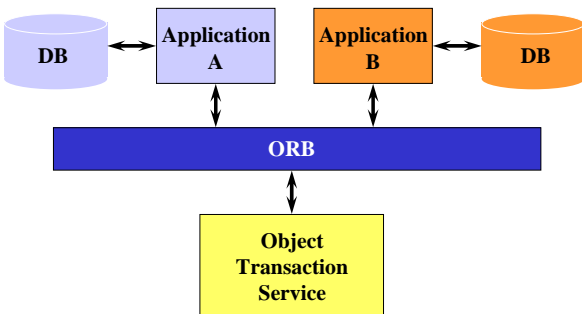 DB
Application
A
Application
B
DB
ORB
Object
Transaction
Service